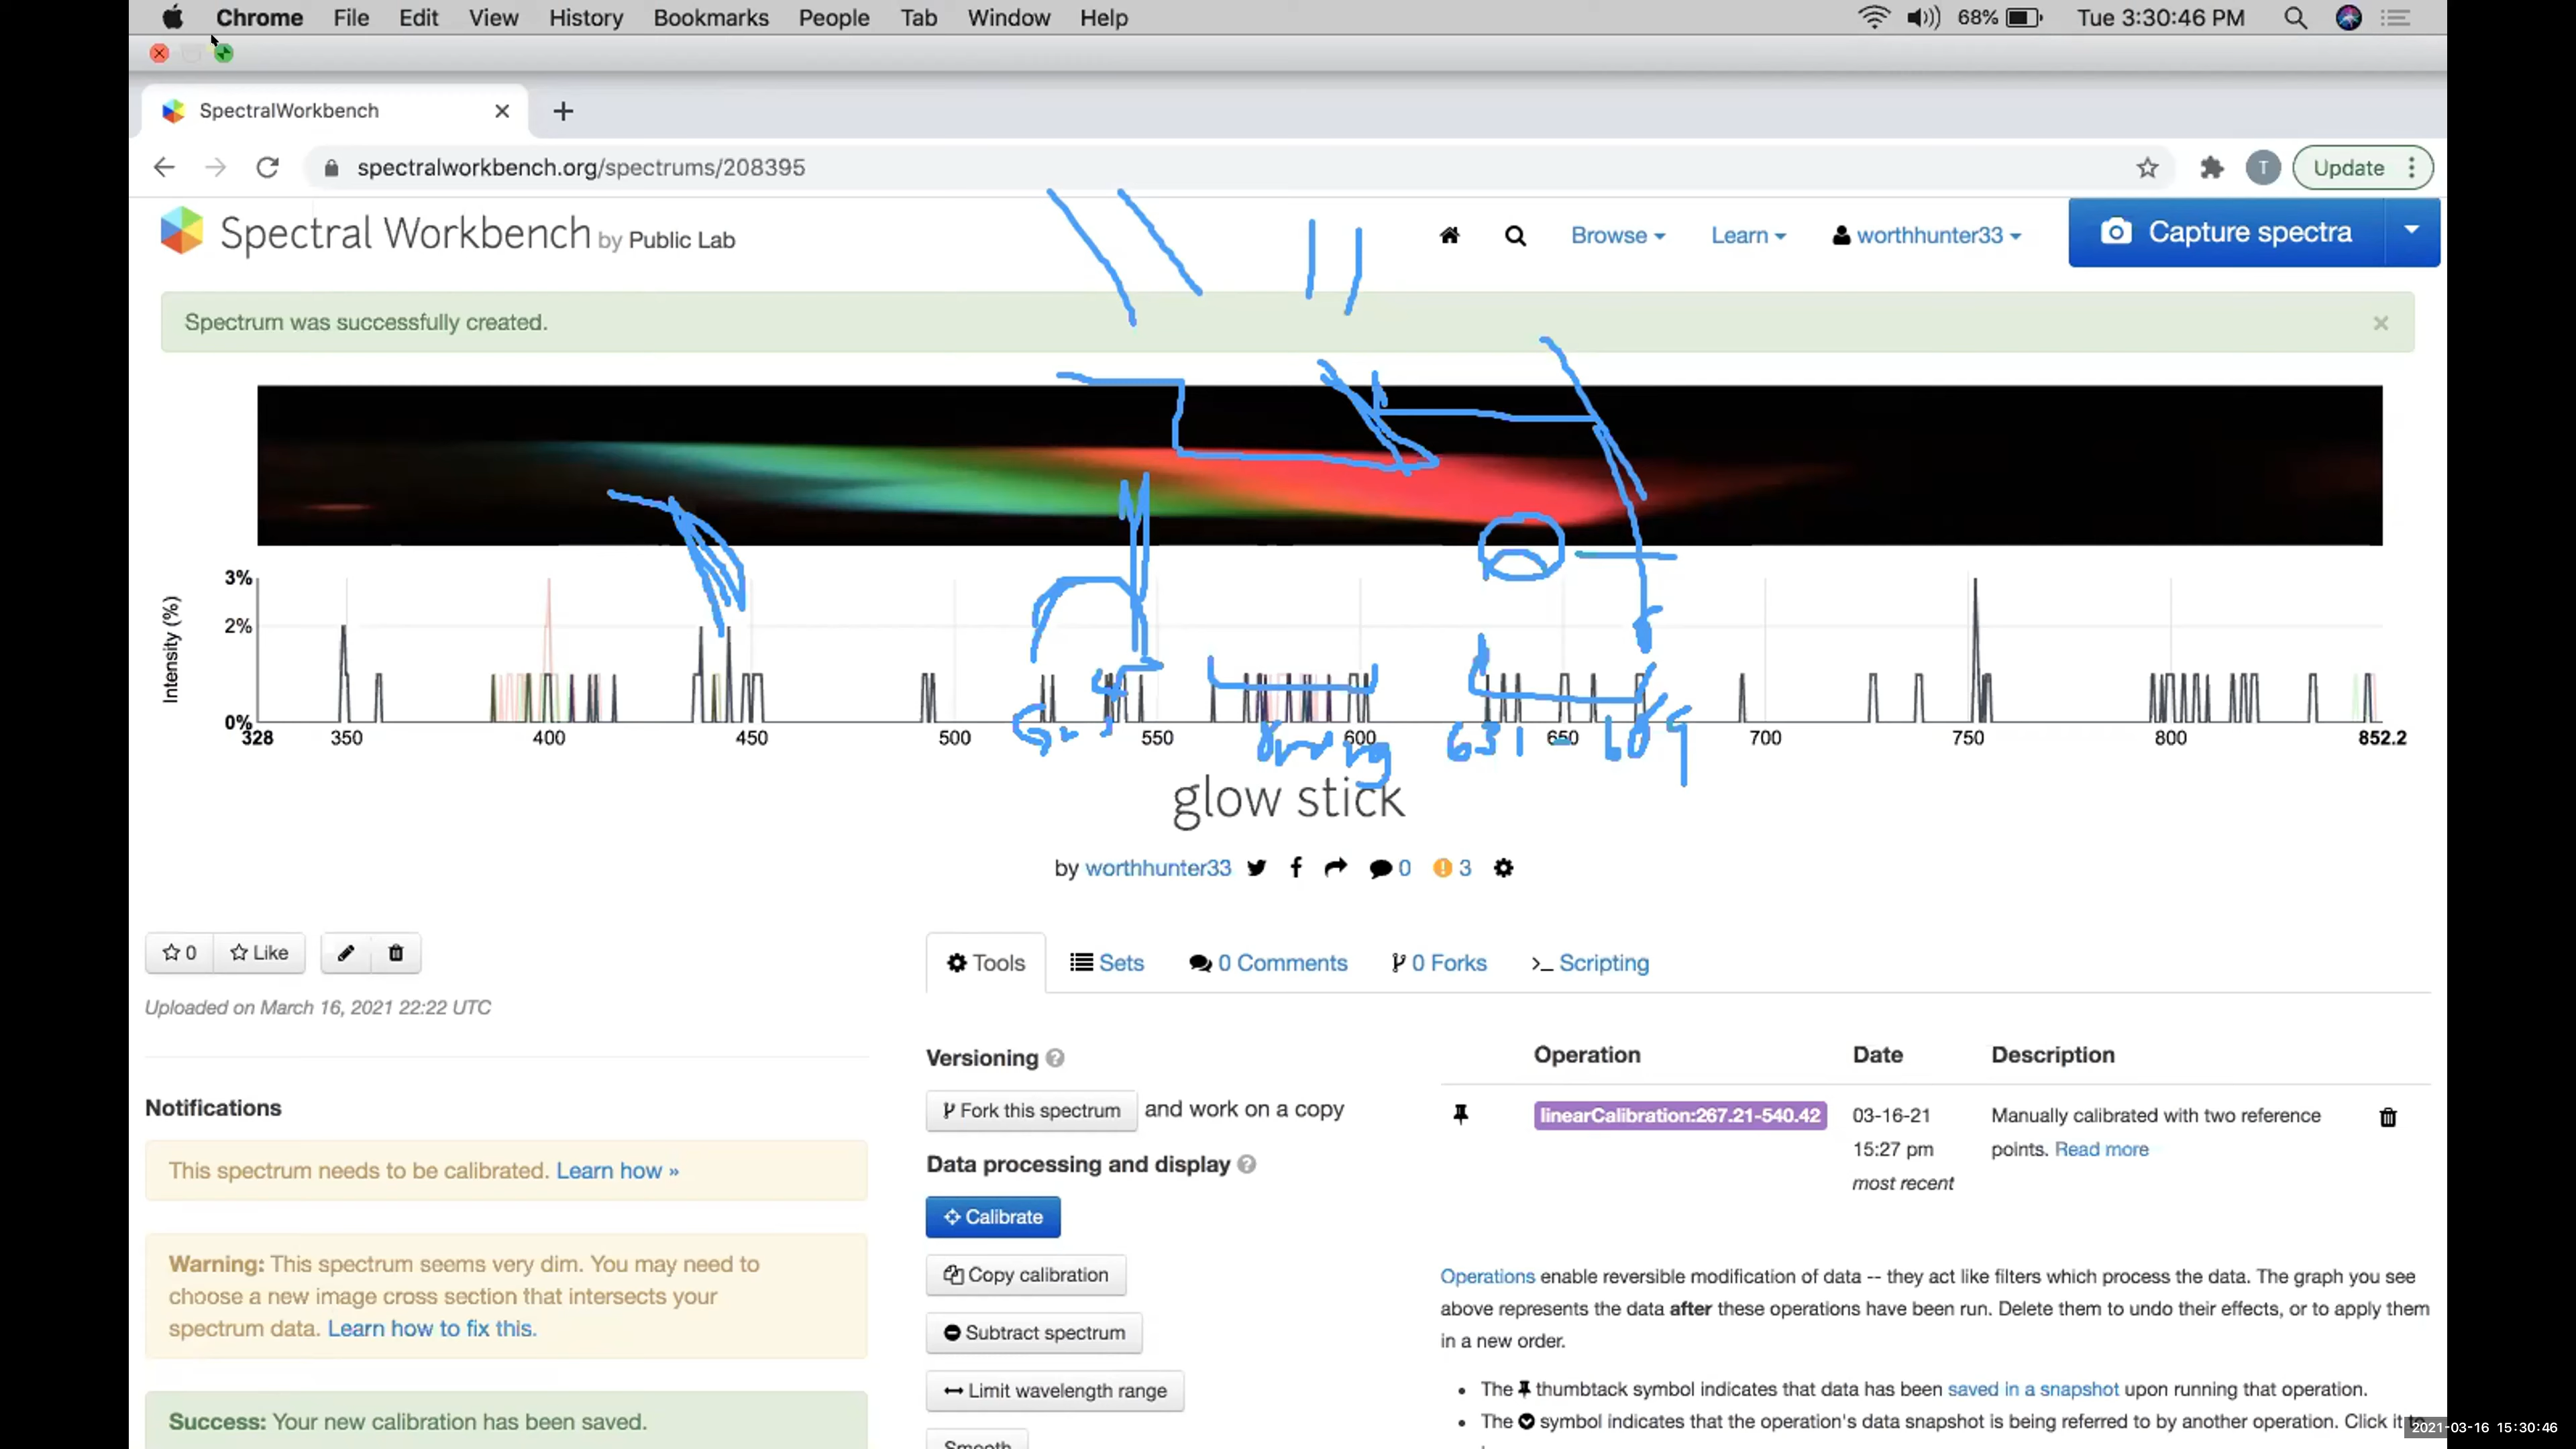 Chrome File Edit View History Bookmarks People Tab Window Help 68% Tue 3:30:46 PM
SpectralWorkbench
spectralworkbench.org/spectrums/208395 T Update
Spectral Workbench by Public Lab Browse Learn worthhunter33 Capture spectra
Spectrum was successfully created. ×
Intensity (%)
3%
2%
0%
328 350 400 450 500 550 600 650 700 750 800 852.2
631 - 669
glow stick
by worthhunter33 0 3
0 Like
Tools Sets 0 Comments 0 Forks >_ Scripting
Uploaded on March 16, 2021 22:22 UTC
Notifications
This spectrum needs to be calibrated. Learn how »
Warning: This spectrum seems very dim. You may need to
choose a new image cross section that intersects your
spectrum data. Learn how to fix this.
Success: Your new calibration has been saved.
Versioning ?
Fork this spectrum and work on a copy
Data processing and display ?
Calibrate
Copy calibration
Subtract spectrum
Limit wavelength range
Smooth
Operation Date Description
linearCalibration:267.21-540.42 03-16-21 Manually calibrated with two reference
15:27 pm points. Read more
most recent
Operations enable reversible modification of data -- they act like filters which process the data. The graph you see
above represents the data after these operations have been run. Delete them to undo their effects, or to apply them
in a new order.
• The thumbtack symbol indicates that data has been saved in a snapshot upon running that operation.
• The symbol indicates that the operation's data snapshot is being referred to by another operation. Click it
2021-03-16 15:30:46